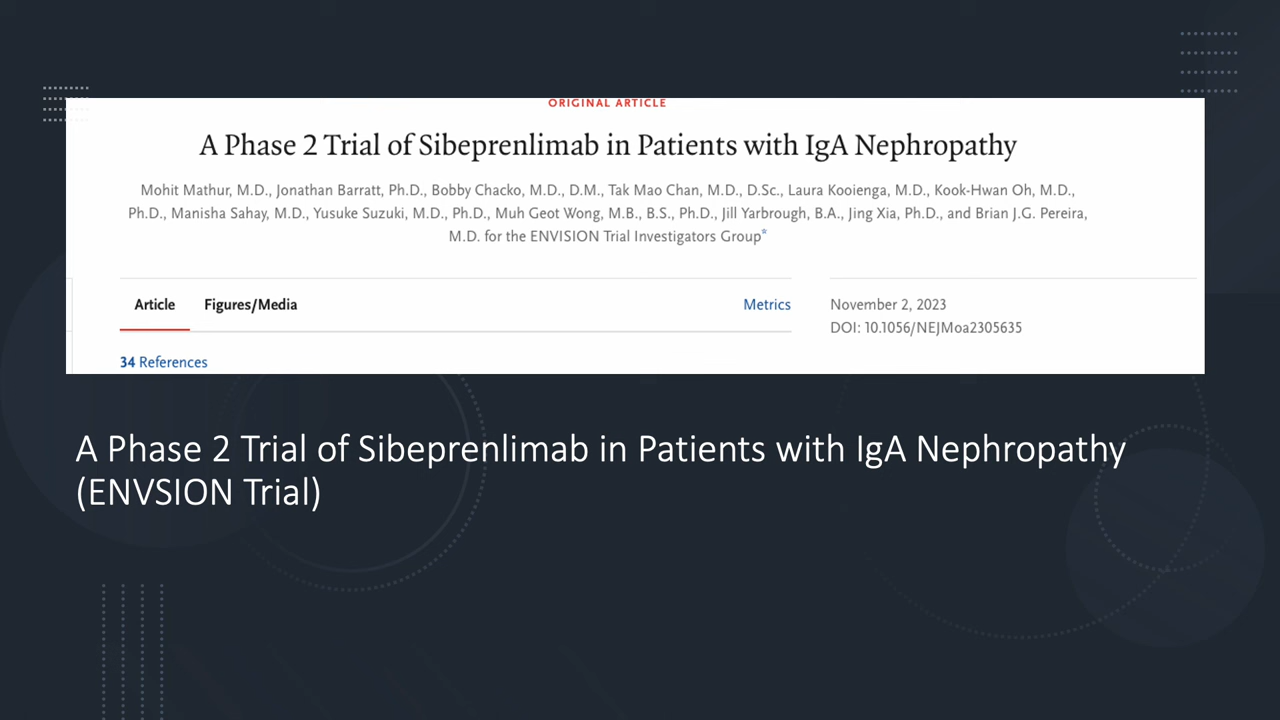 ORIGINAL ARTICLE
A Phase 2 Trial of Sibeprenlimab in Patients with IgA Nephropathy
Mohit Mathur, M.D., Jonathan Barratt, Ph.D., Bobby Chacko, M.D., D.M., Tak Mao Chan, M.D., D.Sc., Laura Kooienga, M.D., Kook-Hwan Oh, M.D.,
Ph.D., Manisha Sahay, M.D., Yusuke Suzuki, M.D., Ph.D., Muh Geot Wong, M.B., B.S., Ph.D., Jill Yarbrough, B.A., Jing Xia, Ph.D., and Brian J.G. Pereira,
M.D. for the ENVISION Trial Investigators Group*
Article Figures/Media Metrics
November 2, 2023
DOI: 10.1056/NEJMoa2305635
34 References
A Phase 2 Trial of Sibeprenlimab in Patients with IgA Nephropathy
(ENVSION Trial)